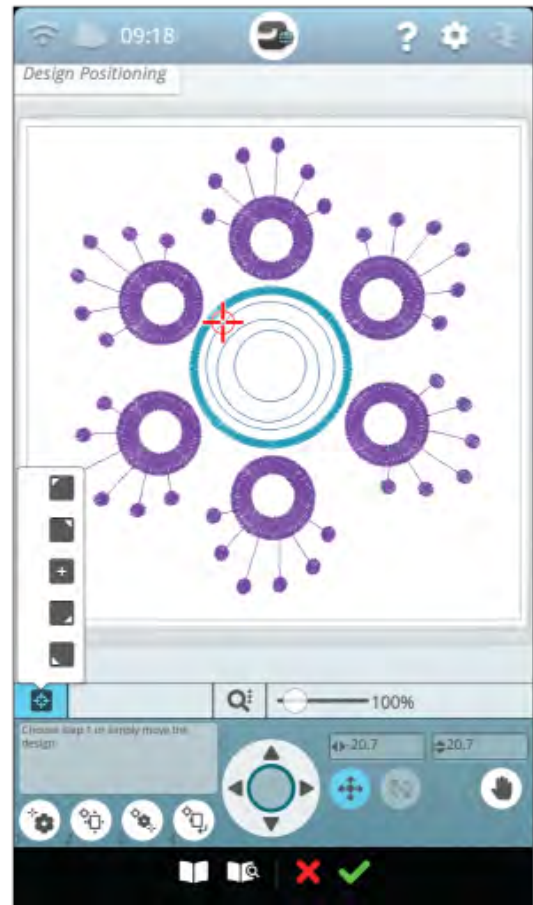 09:18
?
Design Positioning
100%
Choose step 1 or simply move the
design
-20.7
20.7